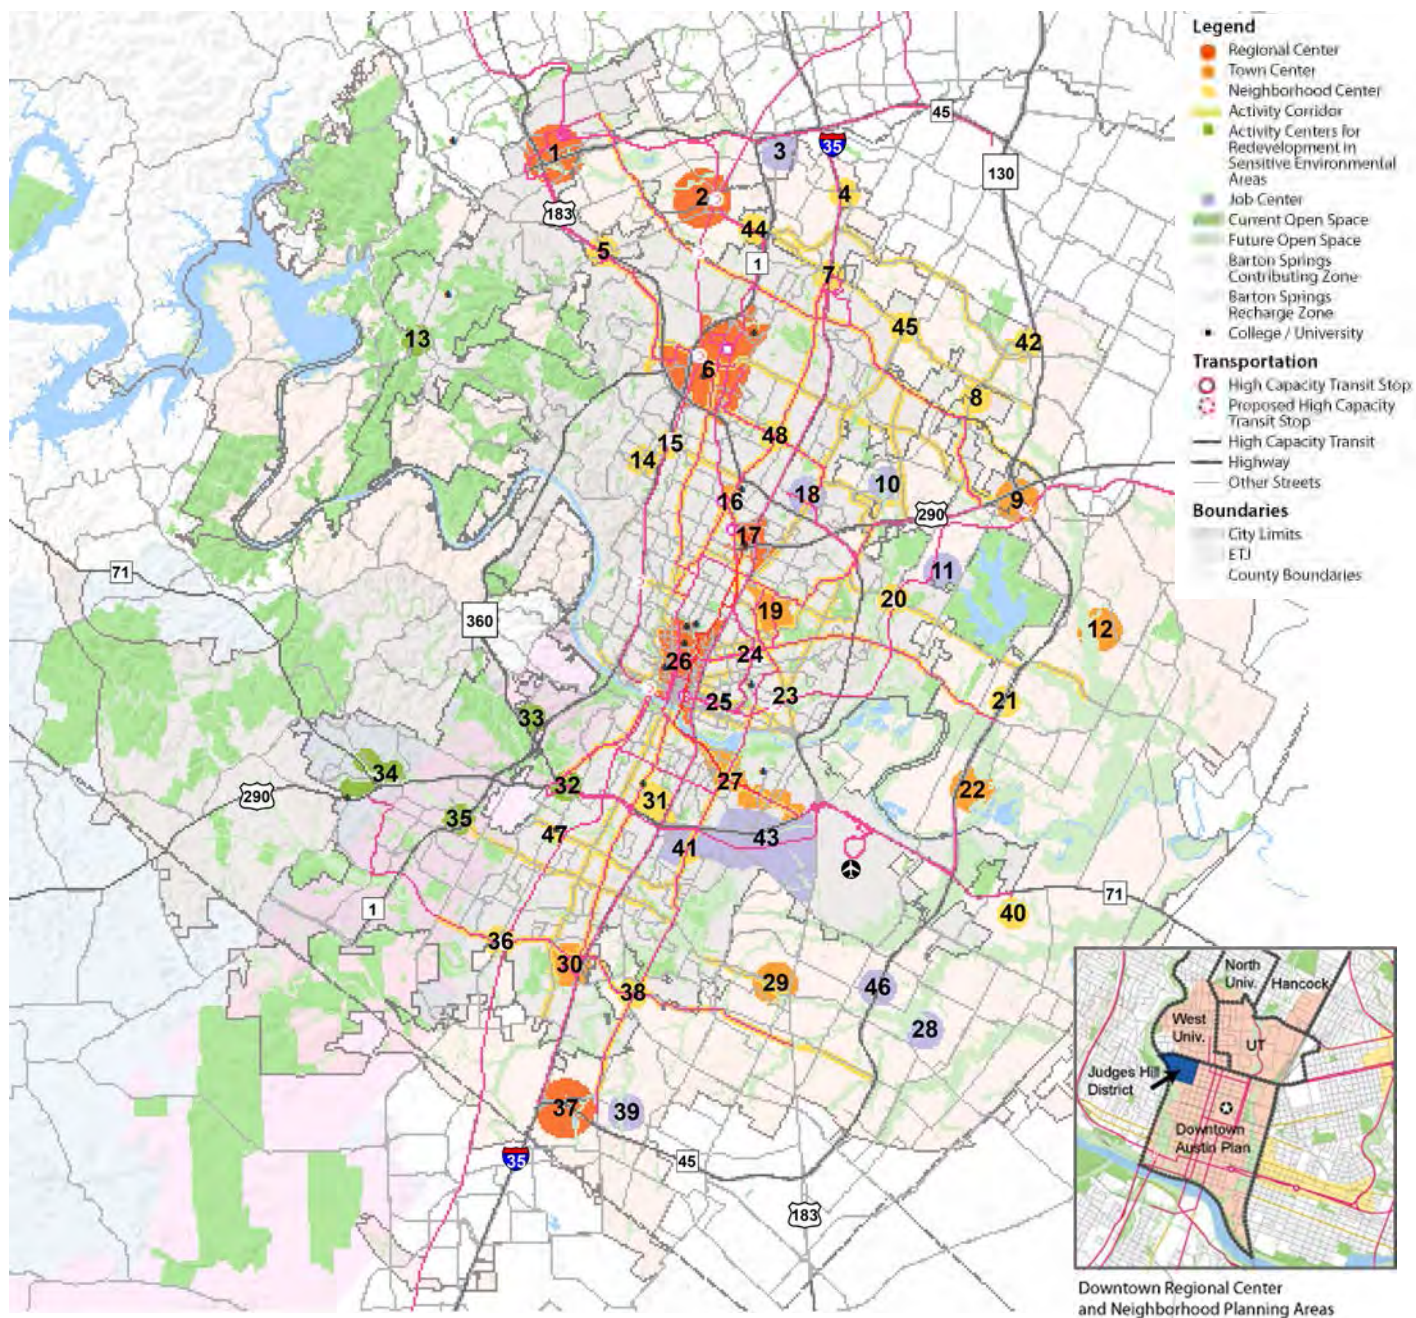 Legend
Regional Center
Town Center
Neighborhood Center
Activity Corridor
Activity Centers for
Redevelopment in
Sensitive Environmental
Areas
Job Center
Current Open Space
Future Open Space
Barton Springs
Contributing Zone
Barton Springs
Recharge Zone
College / University
Transportation
High Capacity Transit Stop
Proposed High Capacity
Transit Stop
High Capacity Transit
Highway
Other Streets
Boundaries
City Limits
ETJ
County Boundaries
45
1
3
35
130
2
4
183
44
5
1
7
45
42
13
6
8
48
15
14
10
18
16
9
290
17
71
11
20
19
360
12
24
26
23
25
21
33
34
27
32
22
290
31
35
47
43
41
71
1
40
36
30
29
46
38
28
37
39
35
45
183
North
Univ.
Hancock
West
Univ.
UT
Judges Hill
District
Downtown
Austin Plan
Downtown Regional Center
and Neighborhood Planning Areas